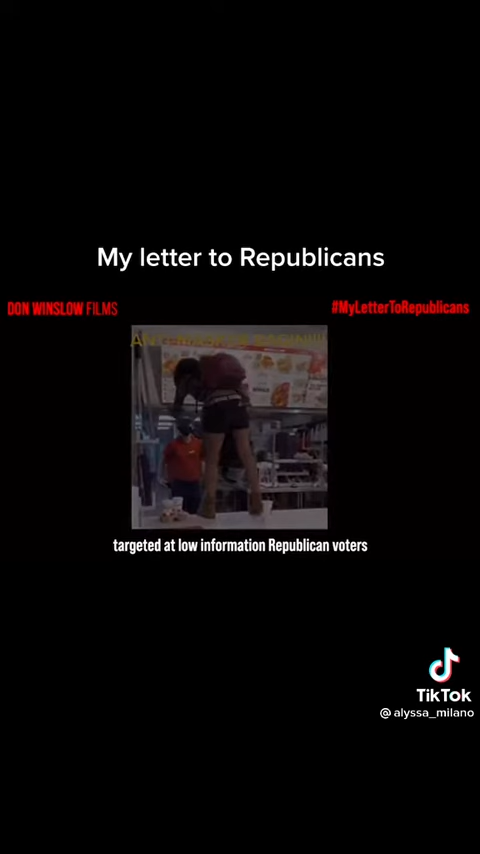 My letter to Republicans
DON WINSLOW FILMS
#MyLetterToRepublicans
targeted at low information Republican voters
TikTok
@alyssa_milano